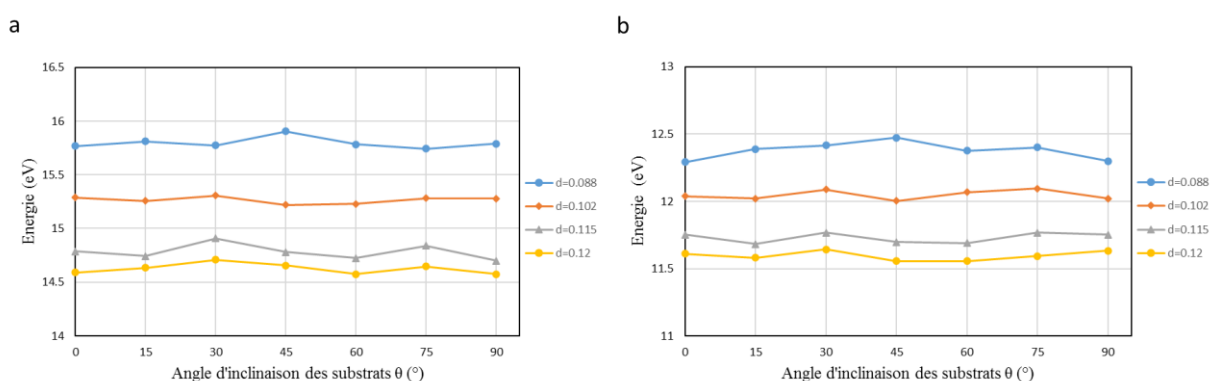 a
16.5
16
15.5
15
14.5
14
Energie (eV)
0 15 30 45 60 75 90
Angle d'inclinaison des substrats θ (°)
d=0.088
d=0.102
d=0.115
d=0.12
b
13
12.5
12
11.5
11
Energie (eV)
0 15 30 45 60 75 90
Angle d'inclinaison des substrats θ (°)
d=0.088
d=0.102
d=0.115
d=0.12